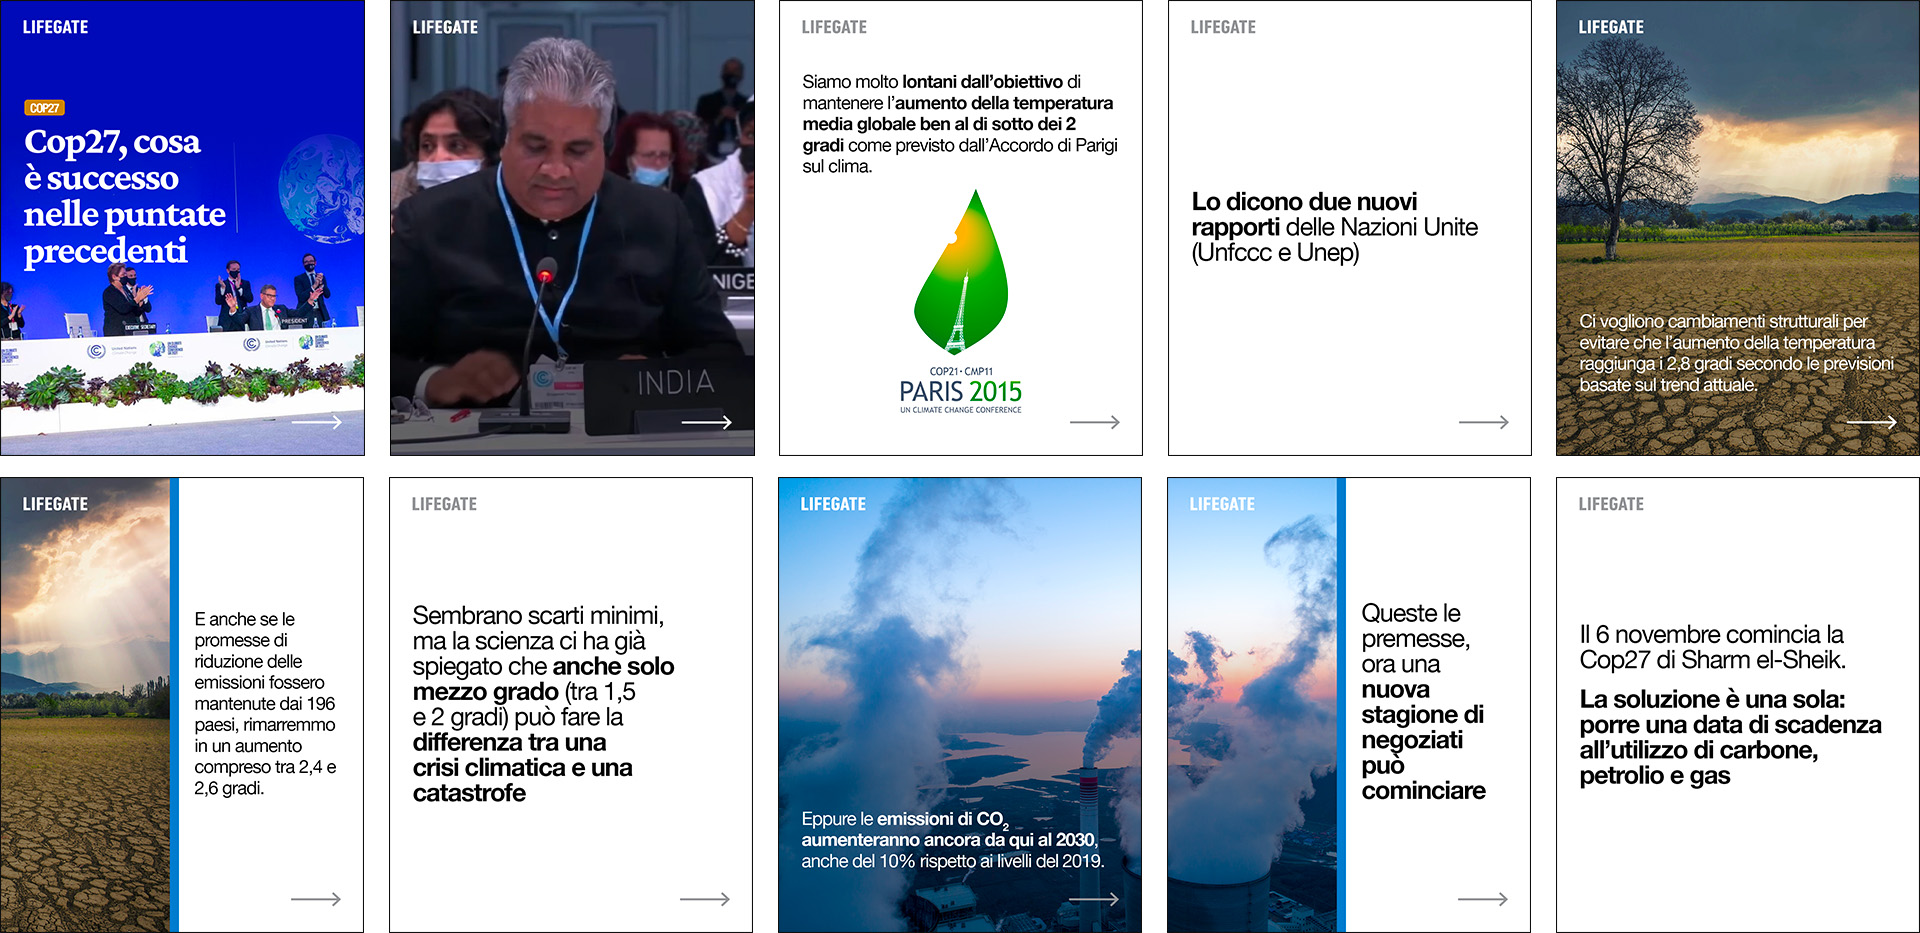 LIFEGATE
COP27
Cop27, cosa
è successo
nelle puntate
precedenti
EXECUTIVE SECRETARY
PRESIDENT
United Nations
United Nations
LIFEGATE
NIGE
INDIA
LIFEGATE
Siamo molto lontani dall'obiettivo di
mantenere l'aumento della temperatura
media globale ben al di sotto dei 2
gradi come previsto dall'Accordo di Parigi
sul clima.
COP21 · CMP11
PARIS 2015
UN CLIMATE CHANGE CONFERENCE
LIFEGATE
Lo dicono due nuovi
rapporti delle Nazioni Unite
(Unfccc e Unep)
LIFEGATE
Ci vogliono cambiamenti strutturali per
evitare che l'aumento della temperatura
raggiunga i 2,8 gradi secondo le previsioni
basate sul trend attuale.
LIFEGATE
E anche se le
promesse di
riduzione delle
emissioni fossero
mantenute dai 196
paesi, rimarremmo
in un aumento
compreso tra 2,4 e
2,6 gradi.
LIFEGATE
Sembrano scarti minimi,
ma la scienza ci ha già
spiegato che anche solo
mezzo grado (tra 1,5
e 2 gradi) può fare la
differenza tra una
crisi climatica e una
catastrofe
LIFEGATE
Eppure le emissioni di CO₂
aumenteranno ancora da qui al 2030,
anche del 10% rispetto ai livelli del 2019.
LIFEGATE
Queste le
premesse,
ora una
nuova
stagione di
negoziati
può
cominciare
LIFEGATE
Il 6 novembre comincia la
Cop27 di Sharm el-Sheik.
La soluzione è una sola:
porre una data di scadenza
all'utilizzo di carbone,
petrolio e gas